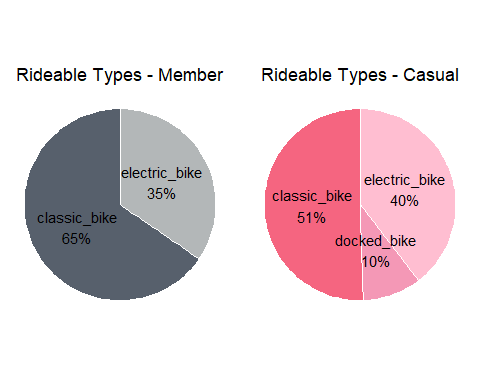 Rideable Types - Member
electric_bike
35%
classic_bike
65%
Rideable Types - Casual
electric_bike
40%
classic_bike
51%
docked_bike
10%